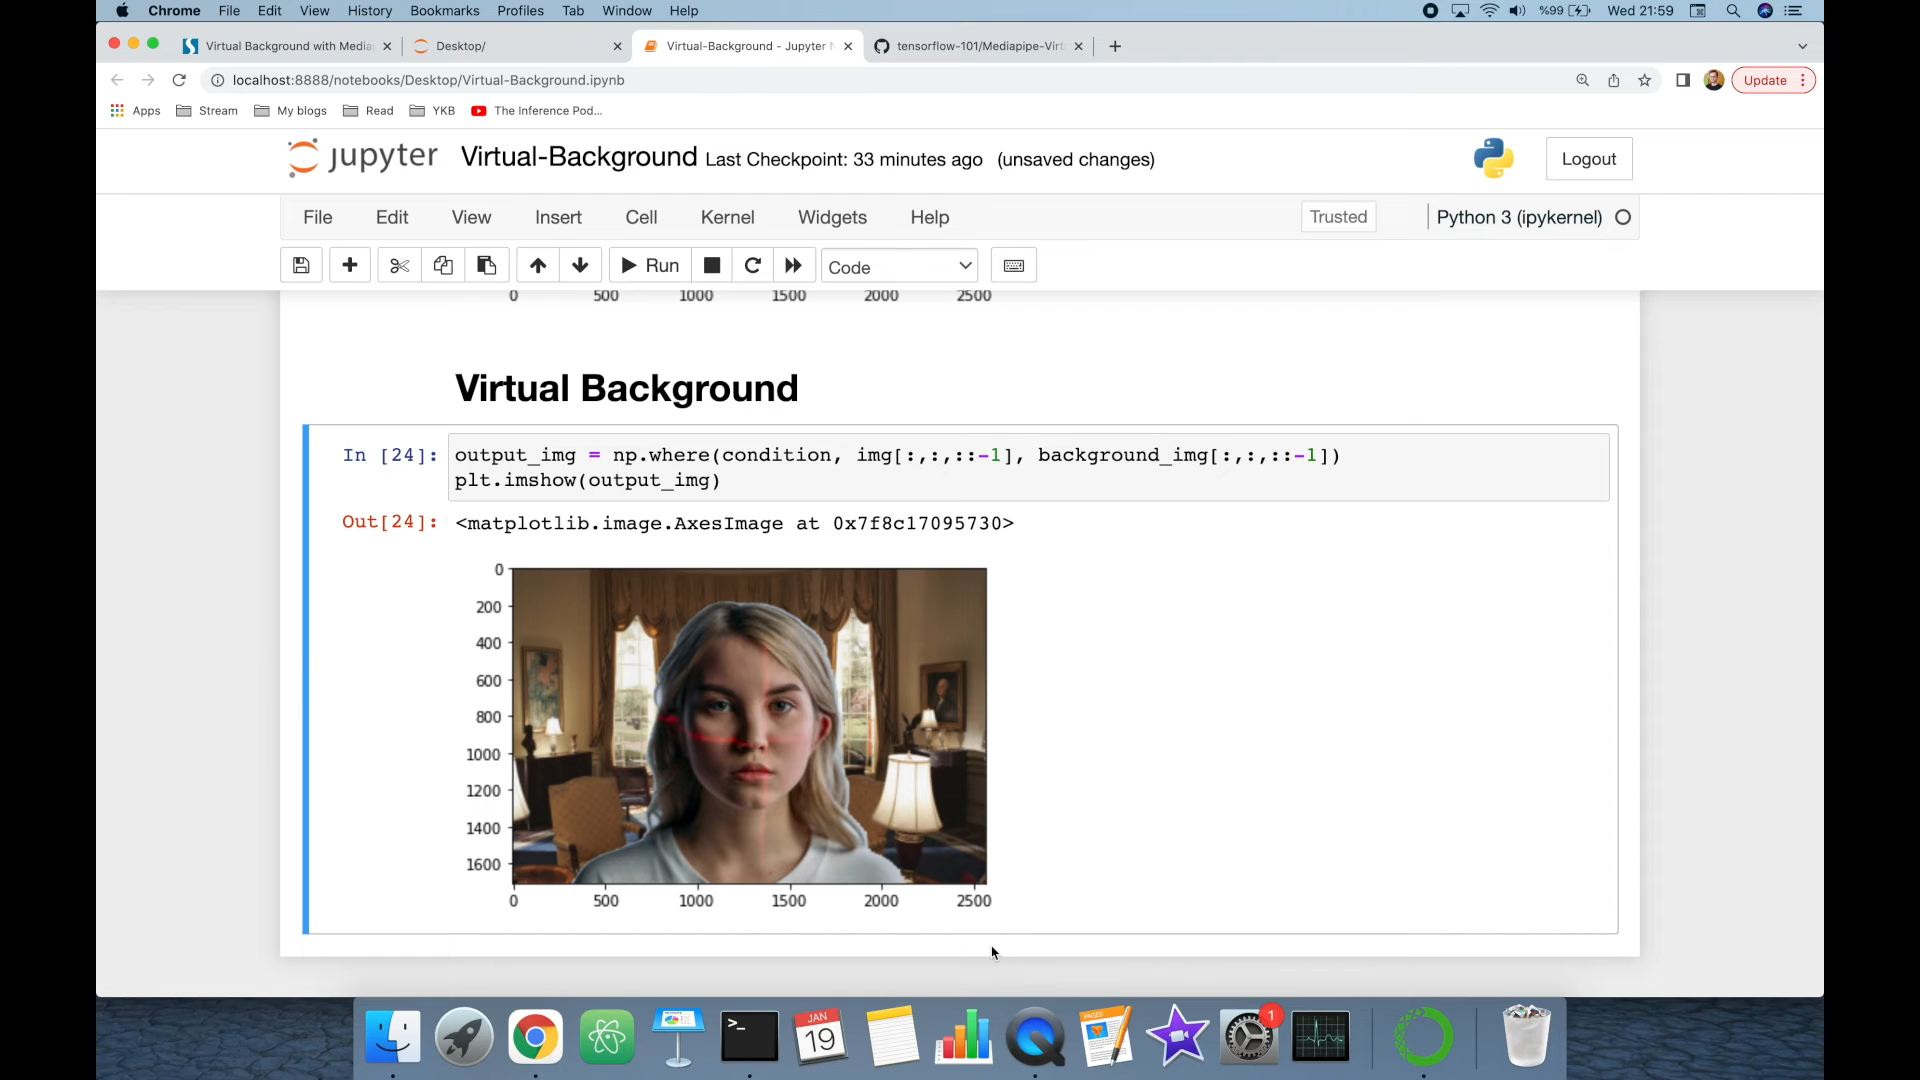 Chrome File Edit View History Bookmarks Profiles Tab Window Help %99 Wed 21:59
Virtual Background with Media Desktop/ Virtual-Background - Jupyter N tensorflow-101/Mediapipe-Virt
localhost:8888/notebooks/Desktop/Virtual-Background.ipynb Update
Apps Stream My blogs Read YKB The Inference Pod...
jupyter Virtual-Background Last Checkpoint: 33 minutes ago (unsaved changes) Logout
File Edit View Insert Cell Kernel Widgets Help Trusted Python 3 (ipykernel)
Run Code
0 500 1000 1500 2000 2500
Virtual Background
In [24]: output_img = np.where(condition, img[:,:,::-1], background_img[:,:,::-1])
plt.imshow(output_img)
Out[24]: <matplotlib.image.AxesImage at 0x7f8c17095730>
0
200
400
600
800
1000
1200
1400
1600
0 500 1000 1500 2000 2500
JAN
19
PAGES
1